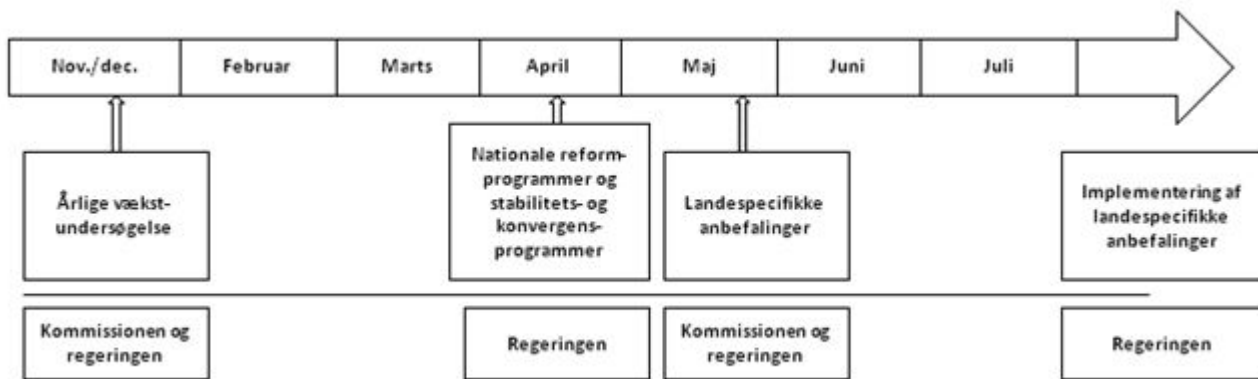 Nov./dec.
Februar
Marts
April
Maj
Juni
Juli
Årlige vækst-
undersøgelse
Nationale reform-
programmer og
stabilitets- og
konvergens-
programmer
Landespecifikke
anbefalinger
Implementering af
landespecifikke
anbefalinger
Kommissionen og
regeringen
Regeringen
Kommissionen og
regeringen
Regeringen